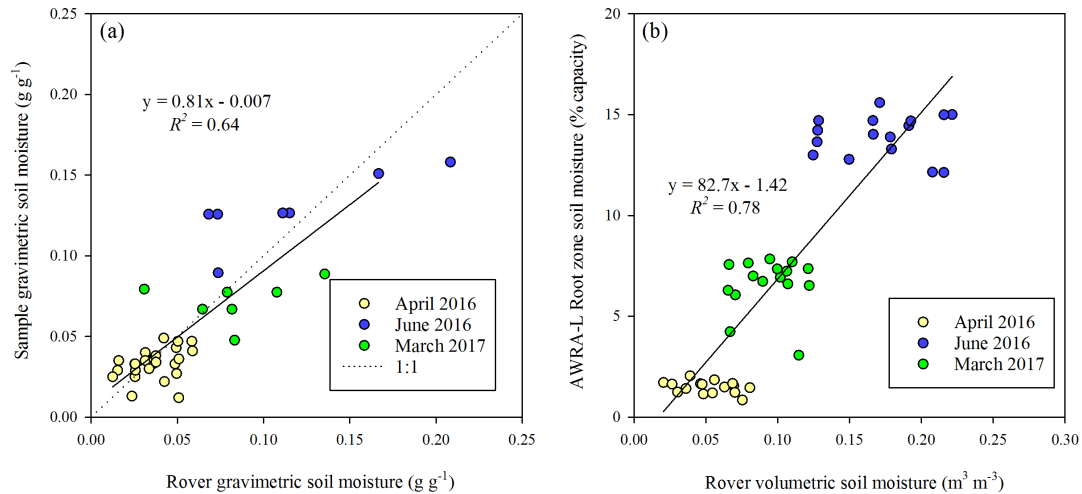 (a)
y = 0.81x - 0.007
R² = 0.64
Sample gravimetric soil moisture (g g⁻¹)
0.25
0.20
0.15
0.10
0.05
0.00
April 2016
June 2016
March 2017
1:1
0.00 0.05 0.10 0.15 0.20 0.25
Rover gravimetric soil moisture (g g⁻¹)
(b)
y = 82.7x - 1.42
R² = 0.78
AWRA-L Root zone soil moisture (% capacity)
20
15
10
5
0
April 2016
June 2016
March 2017
0.00 0.05 0.10 0.15 0.20 0.25 0.30
Rover volumetric soil moisture (m³ m⁻³)